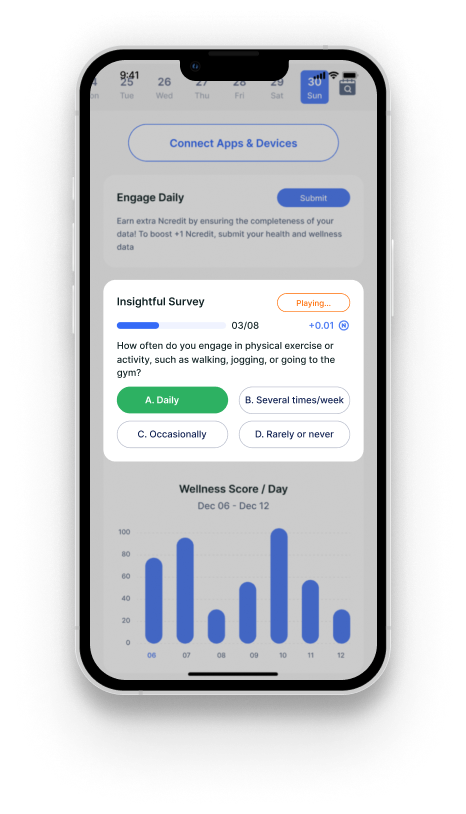 9:41
4 25 26 27 28 29 30
un Tue Wed Thu Fri Sat Sun
Connect Apps & Devices
Engage Daily
Submit
Earn extra Ncredit by ensuring the completeness of your
data! To boost +1 Ncredit, submit your health and wellness
data
Insightful Survey
Playing...
03/08
+0.01 N
How often do you engage in physical exercise or
activity, such as walking, jogging, or going to the
gym?
A. Daily
B. Several times/week
C. Occasionally
D. Rarely or never
Wellness Score / Day
Dec 06 - Dec 12
100
80
60
40
20
0
06 07 08 09 10 11 12